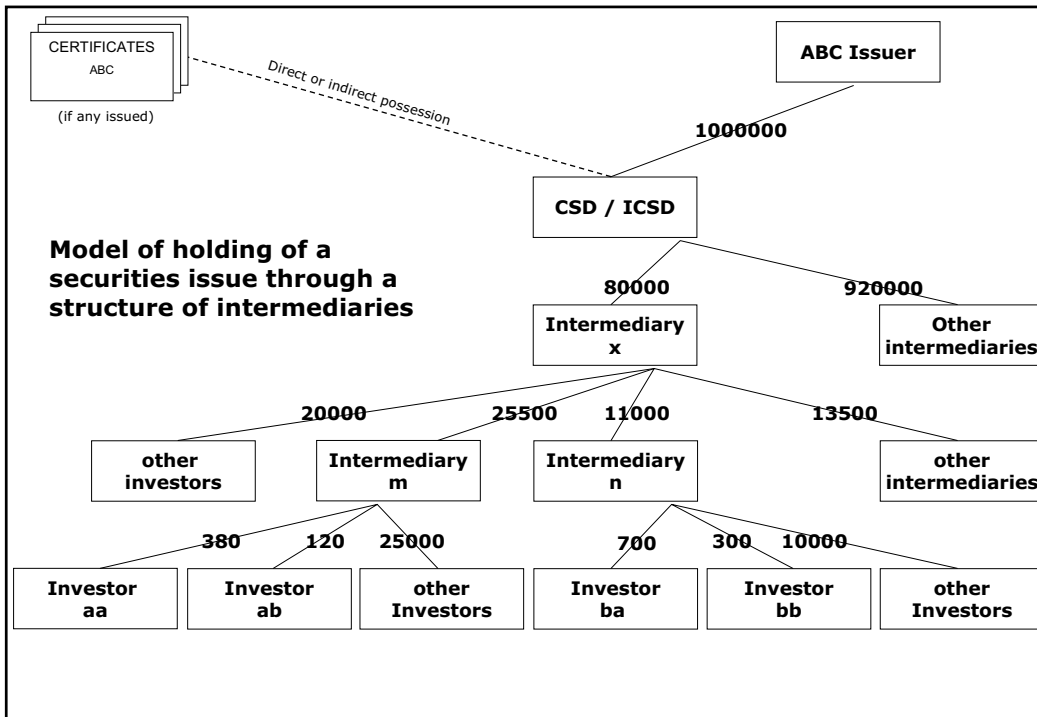 CERTIFICATES
ABC
(if any issued)
Direct or indirect possession
ABC Issuer
1000000
CSD / ICSD
Model of holding of a
securities issue through a
structure of intermediaries
80000
920000
Intermediary
x
Other
intermediaries
20000
25500
11000
13500
other
investors
Intermediary
m
Intermediary
n
other
intermediaries
380
120
25000
700
300
10000
Investor
aa
Investor
ab
other
Investors
Investor
ba
Investor
bb
other
Investors